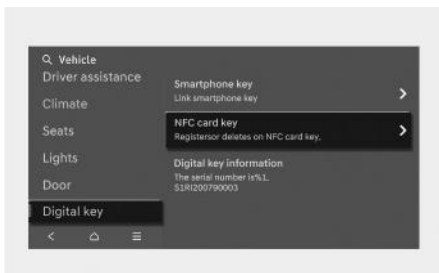 Vehicle
Driver assistance
Climate
Seats
Lights
Door
Digital key
Smartphone key
Link smartphone key
NFC card key
Registersor deletes on NFC card key,
Digital key information
The serial number is%1.
S1RI200790003